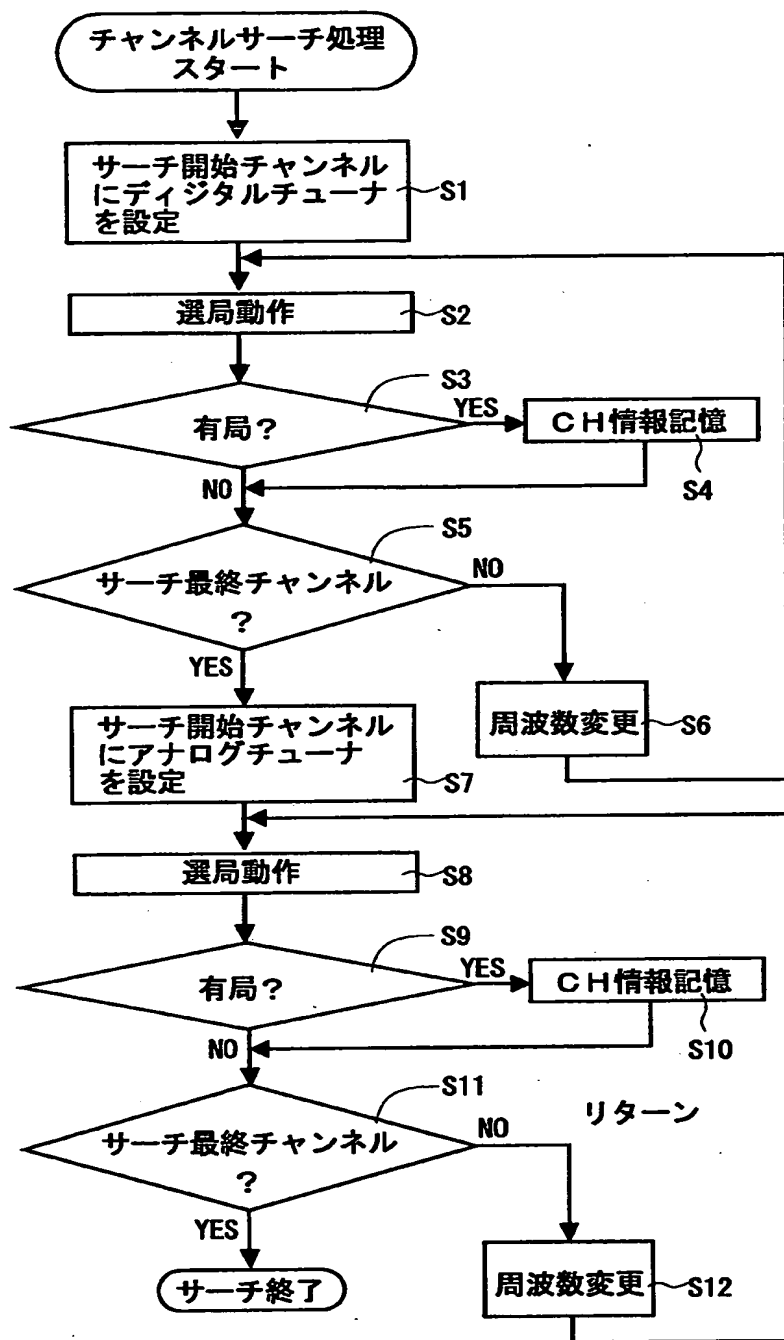 チャンネルサーチ処理
スタート
サーチ開始チャンネル
にディジタルチューナ
を設定
S1
選局動作
S2
S3
有局?
YES
CH情報記憶
S4
NO
S5
サーチ最終チャンネル
?
NO
YES
周波数変更
S6
サーチ開始チャンネル
にアナログチューナ
を設定
S7
選局動作
S8
S9
有局?
YES
CH情報記憶
S10
NO
S11
サーチ最終チャンネル
?
NO
リターン
YES
周波数変更
S12
サーチ終了